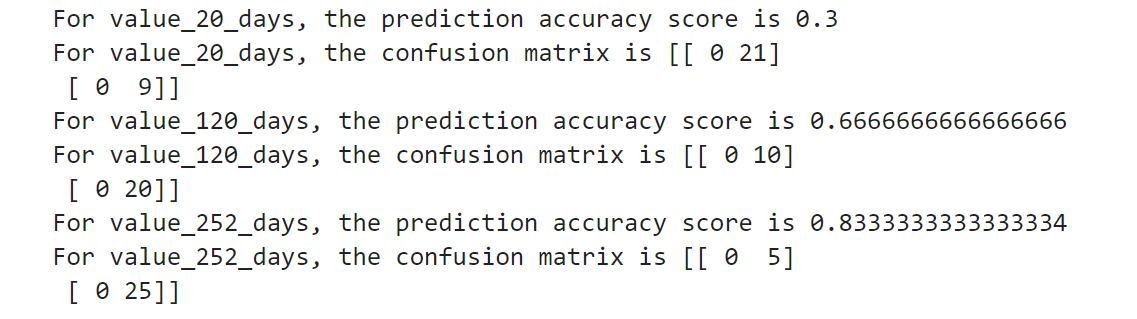 For value_20_days, the prediction accuracy score is 0.3
For value_20_days, the confusion matrix is [[ 0 21]
 [ 0  9]]
For value_120_days, the prediction accuracy score is 0.6666666666666666
For value_120_days, the confusion matrix is [[ 0 10]
 [ 0 20]]
For value_252_days, the prediction accuracy score is 0.8333333333333334
For value_252_days, the confusion matrix is [[ 0  5]
 [ 0 25]]